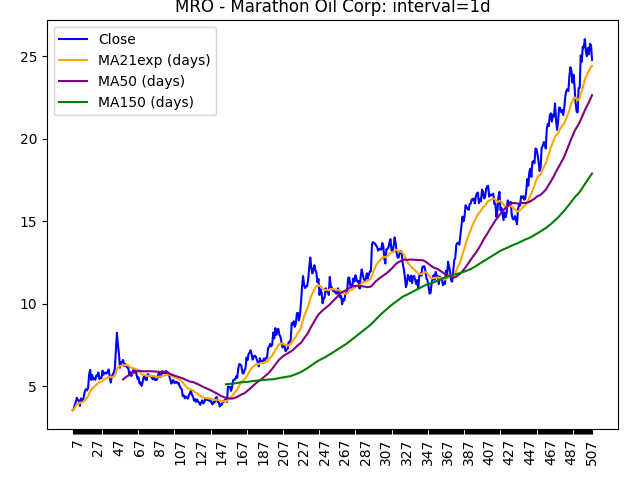 MRO - Marathon Oil Corp: interval=1d
Close
MA21exp (days)
MA50 (days)
MA150 (days)
25
20
15
10
5
7 27 47 67 87 107 127 147 167 187 207 227 247 267 287 307 327 347 367 387 407 427 447 467 487 507